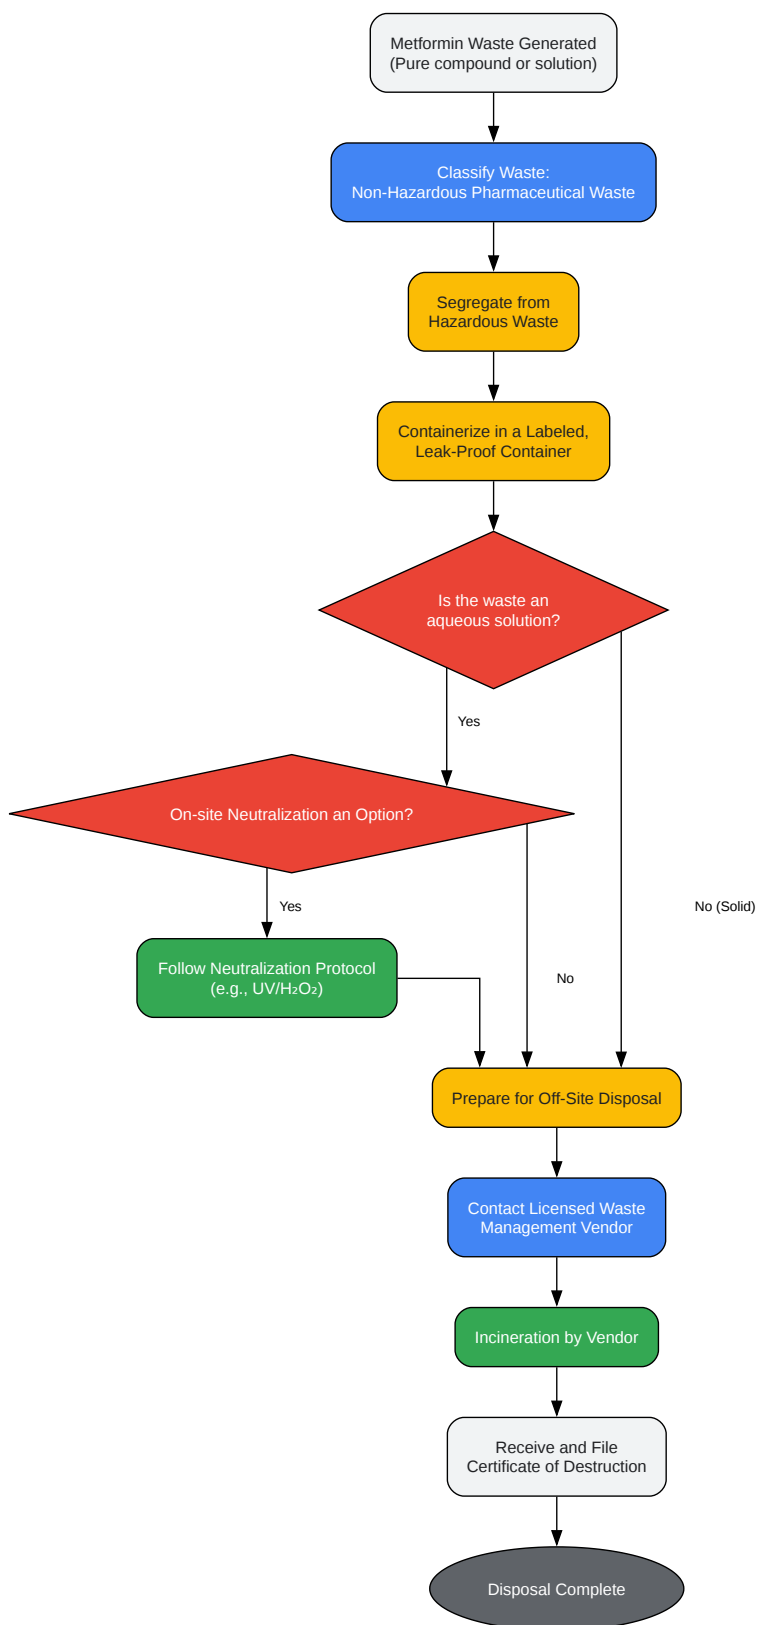 Metformin Waste Generated
(Pure compound or solution)
Classify Waste:
Non-Hazardous Pharmaceutical Waste
Segregate from
Hazardous Waste
Containerize in a Labeled,
Leak-Proof Container
Is the waste an
aqueous solution?
Yes
On-site Neutralization an Option?
Yes
No (Solid)
Follow Neutralization Protocol
(e.g., UV/H₂O₂)
No
Prepare for Off-Site Disposal
Contact Licensed Waste
Management Vendor
Incineration by Vendor
Receive and File
Certificate of Destruction
Disposal Complete